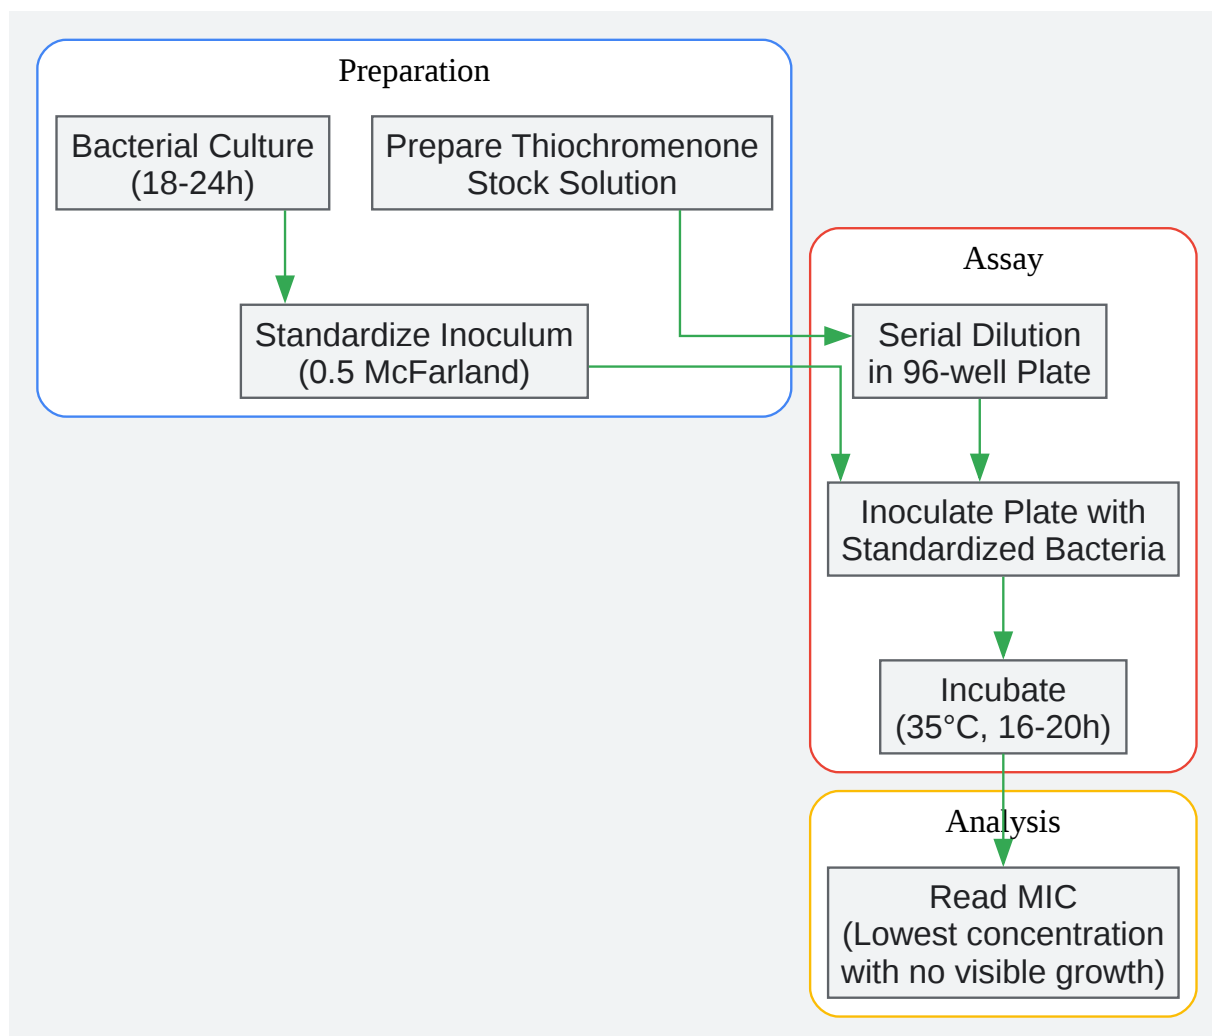 Preparation
Bacterial Culture
(18-24h)
Prepare Thiochromenone
Stock Solution
Standardize Inoculum
(0.5 McFarland)
Assay
Serial Dilution
in 96-well Plate
Inoculate Plate with
Standardized Bacteria
Incubate
(35°C, 16-20h)
Analysis
Read MIC
(Lowest concentration
with no visible growth)